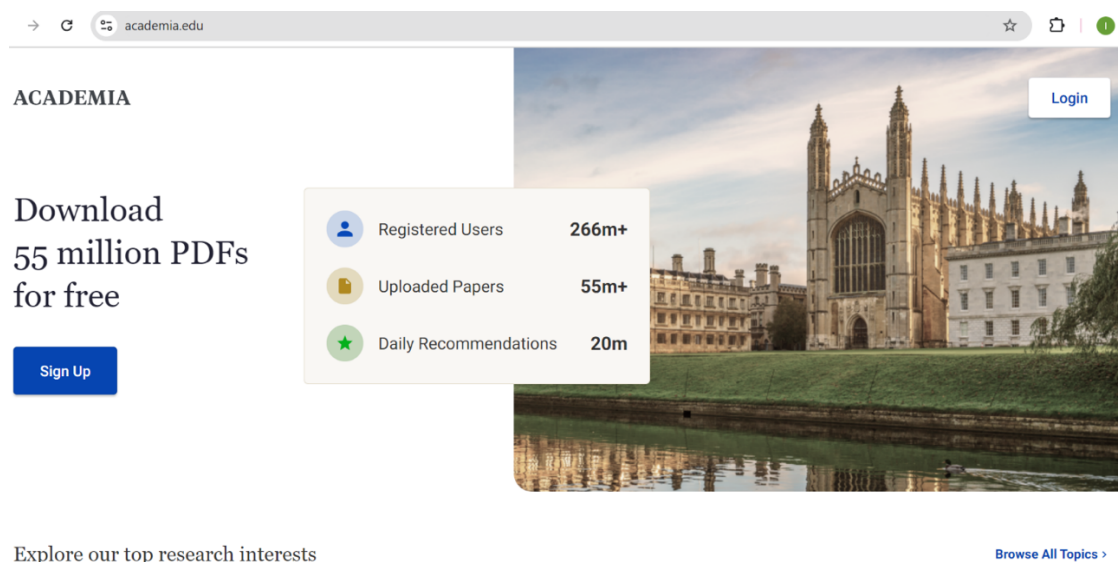 academia.edu
I
ACADEMIA
Login
Download
55 million PDFs
for free
Sign Up
Registered Users 266m+
Uploaded Papers 55m+
Daily Recommendations 20m
Explore our top research interests
Browse All Topics >